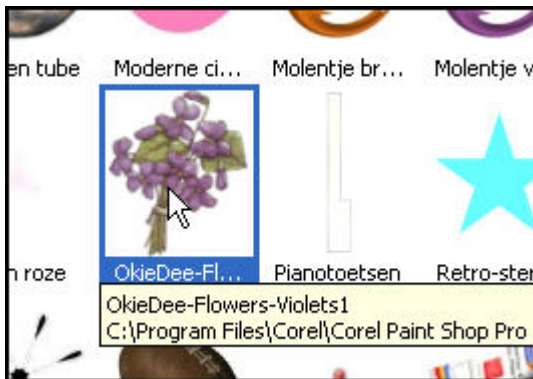 en tube Moderne ci... Molentje br... Molentje v
n roze OkieDee-Fl... Pianotoetsen Retro-ster
OkieDee-Flowers-Violets1
C:\Program Files\Corel\Corel Paint Shop Pro